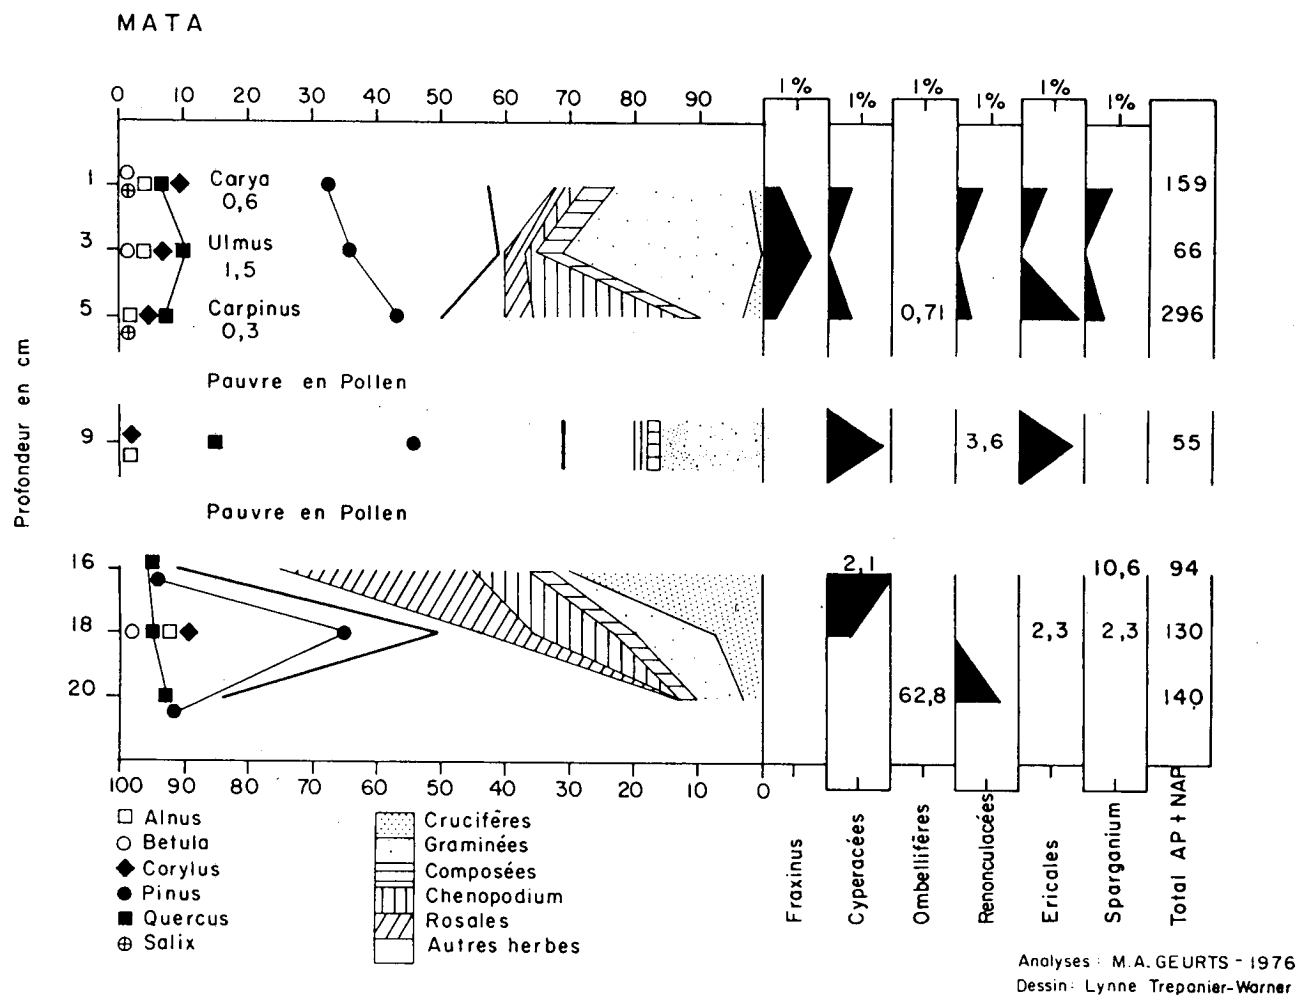 MATA
0 10 20 30 40 50 60 70 80 90
1% 1% 1% 1% 1% 1%
1 Carya 159
0,6
3 Ulmus 66
1,5
5 Carpinus 0,71 296
0,3
Profondeur en cm
Pauvre en Pollen
9 3,6 55
Pauvre en Pollen
16 2,1 10,6 94
18 2,3 2,3 130
20 62,8 140
100 90 80 70 60 50 40 30 20 10 0
Alnus
Betula
Corylus
Pinus
Quercus
Salix
Crucifères
Graminées
Composées
Chenopodium
Rosales
Autres herbes
Fraxinus
Cyperacées
Ombellifères
Renonculacées
Ericales
Sparganium
Total AP + NAP
Analyses : M.A. GEURTS - 1976
Dessin: Lynne Trepanier-Warner